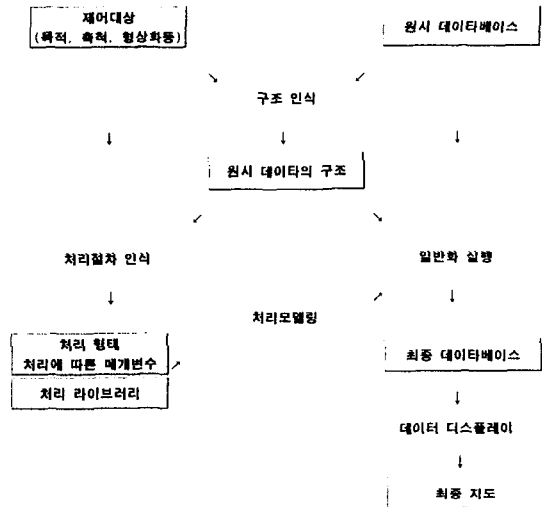 제어대상
(목적, 축척, 형상화등)
원시 데이타베이스
구조 인식
원시 데이타의 구조
처리절차 인식
일반화 실행
처리모델링
처리 형태
처리에 따른 매개변수
처리 라이브러리
최종 데이타베이스
데이터 디스플레이
최종 지도